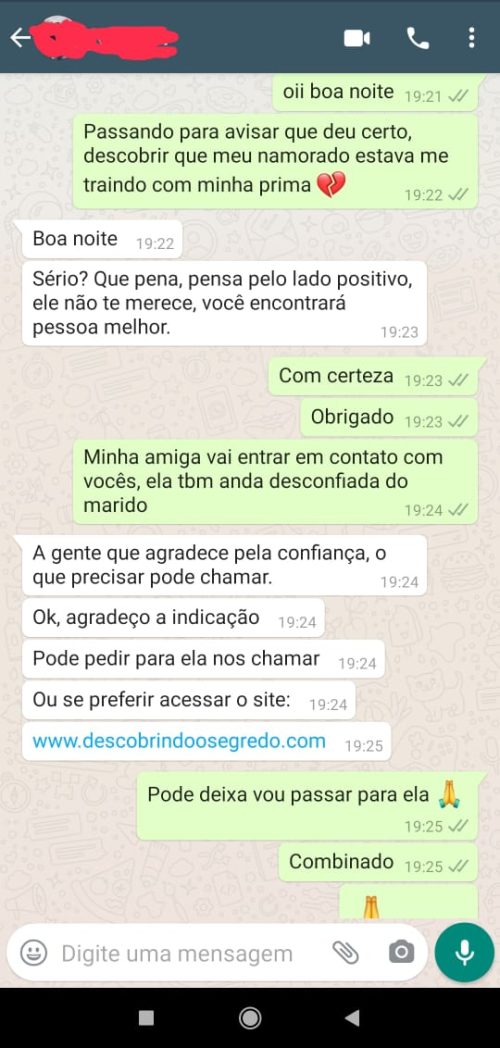 oii boa noite 19:21
Passando para avisar que deu certo,
descobrir que meu namorado estava me
traindo com minha prima 💔 19:22
Boa noite 19:22
Sério? Que pena, pensa pelo lado positivo,
ele não te merece, você encontrará
pessoa melhor. 19:23
Com certeza 19:23
Obrigado 19:23
Minha amiga vai entrar em contato com
vocês, ela tbm anda desconfiada do
marido 19:24
A gente que agradece pela confiança, o
que precisar pode chamar. 19:24
Ok, agradeço a indicação 19:24
Pode pedir para ela nos chamar 19:24
Ou se preferir acessar o site: 19:24
www.descobrindoosegredo.com 19:25
Pode deixa vou passar para ela 🙏
19:25
Combinado 19:25
🙏
Digite uma mensagem